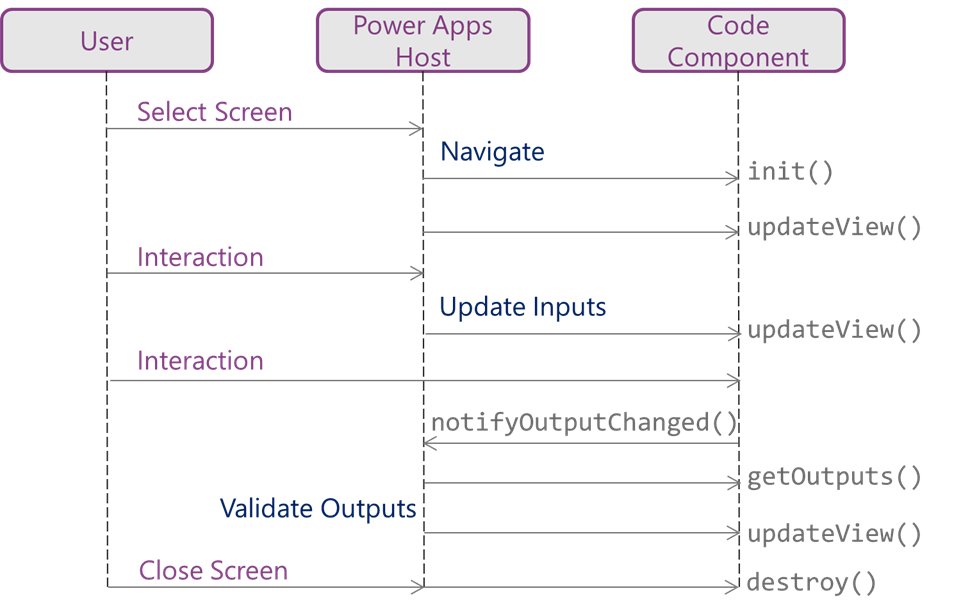 User
Power Apps
Host
Code
Component
Select Screen
Navigate
init()
updateView()
Interaction
Update Inputs
updateView()
Interaction
notifyOutputChanged()
getOutputs()
Validate Outputs
updateView()
Close Screen
destroy()